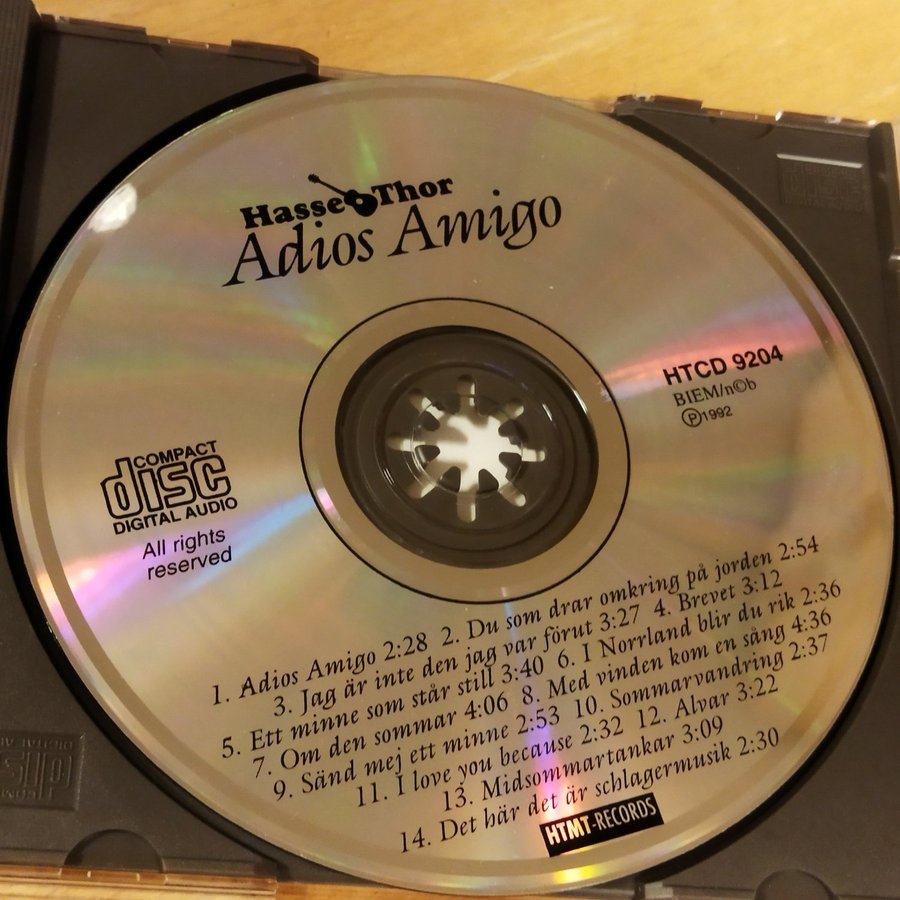 Hasse Thor
Adios Amigo
HTCD 9204
BIEM/n©b
Ⓟ1992
COMPACT
disc
DIGITAL AUDIO
All rights
reserved
1. Adios Amigo 2:28 2. Du som drar omkring på jorden 2:54
3. Jag är inte den jag var förut 3:27 4. Brevet 3:12
5. Ett minne som står still 3:40 6. I Norrland blir du rik 2:36
7. Om den sommar 4:06 8. Med vinden kom en sång 4:36
9. Sänd mej ett minne 2:53 10. Sommarvandring 2:37
11. I love you because 2:32 12. Alvar 3:22
13. Midsommartankar 3:09
14. Det här det är schlagermusik 2:30
HTMT-RECORDS